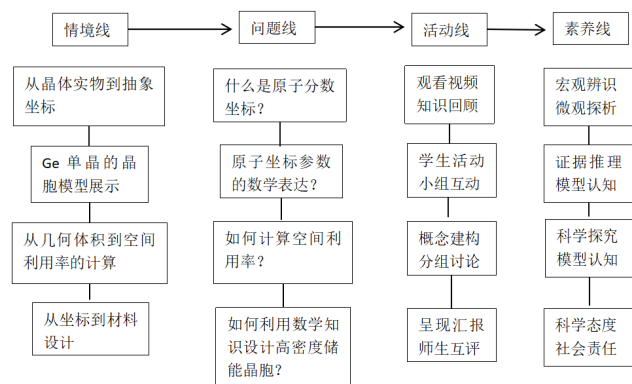 情境线
问题线
活动线
素养线
从晶体实物到抽象
坐标
什么是原子分数
坐标？
观看视频
知识回顾
宏观辨识
微观探析
Ge 单晶的晶
胞模型展示
原子坐标参数
的数学表达？
学生活动
小组互动
证据推理
模型认知
从几何体积到空间
利用率的计算
如何计算空间利
用率？
概念建构
分组讨论
科学探究
模型认知
从坐标到材料
设计
如何利用数学知
识设计高密度储
能晶胞？
呈现汇报
师生互评
科学态度
社会责任